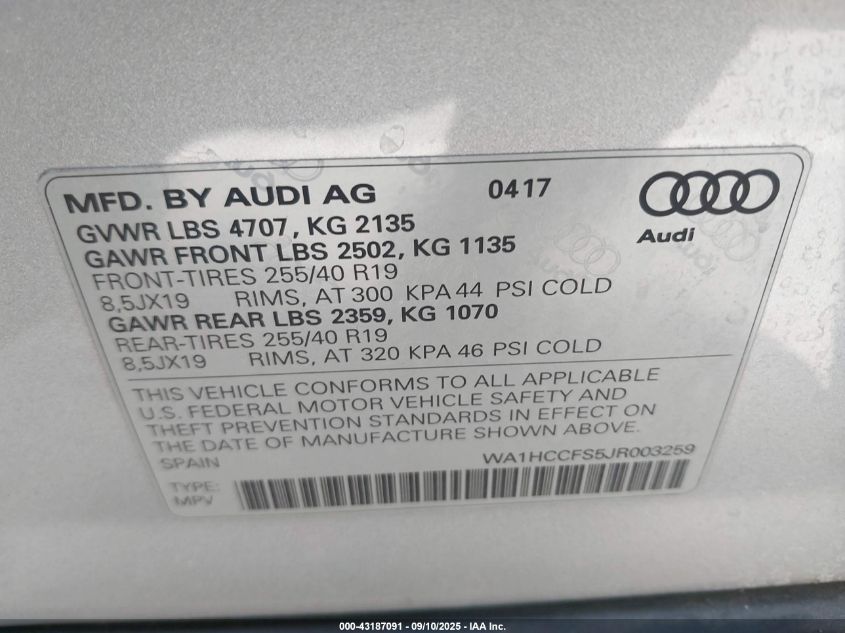 MFD. BY AUDI AG 0417
Audi
GVWR LBS 4707, KG 2135
GAWR FRONT LBS 2502, KG 1135
FRONT-TIRES 255/40 R19
8,5JX19 RIMS, AT 300 KPA 44 PSI COLD
GAWR REAR LBS 2359, KG 1070
REAR-TIRES 255/40 R19
8,5JX19 RIMS, AT 320 KPA 46 PSI COLD
THIS VEHICLE CONFORMS TO ALL APPLICABLE
U.S. FEDERAL MOTOR VEHICLE SAFETY AND
THEFT PREVENTION STANDARDS IN EFFECT ON
THE DATE OF MANUFACTURE SHOWN ABOVE.
SPAIN WA1HCCFS5JR003259
TYPE:
MPV
000-43187091 - 09/10/2025 - IAA Inc.